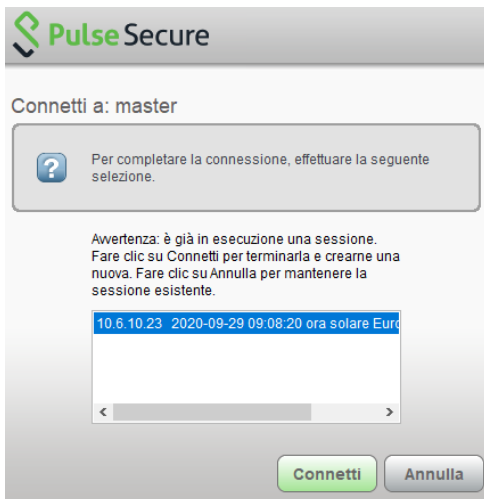 Pulse Secure
Connetti a: master
Per completare la connessione, effettuare la seguente
selezione.
Avvertenza: è già in esecuzione una sessione.
Fare clic su Connetti per terminarla e crearne una
nuova. Fare clic su Annulla per mantenere la
sessione esistente.
10.6.10.23 2020-09-29 09:08:20 ora solare Euro
Connetti
Annulla